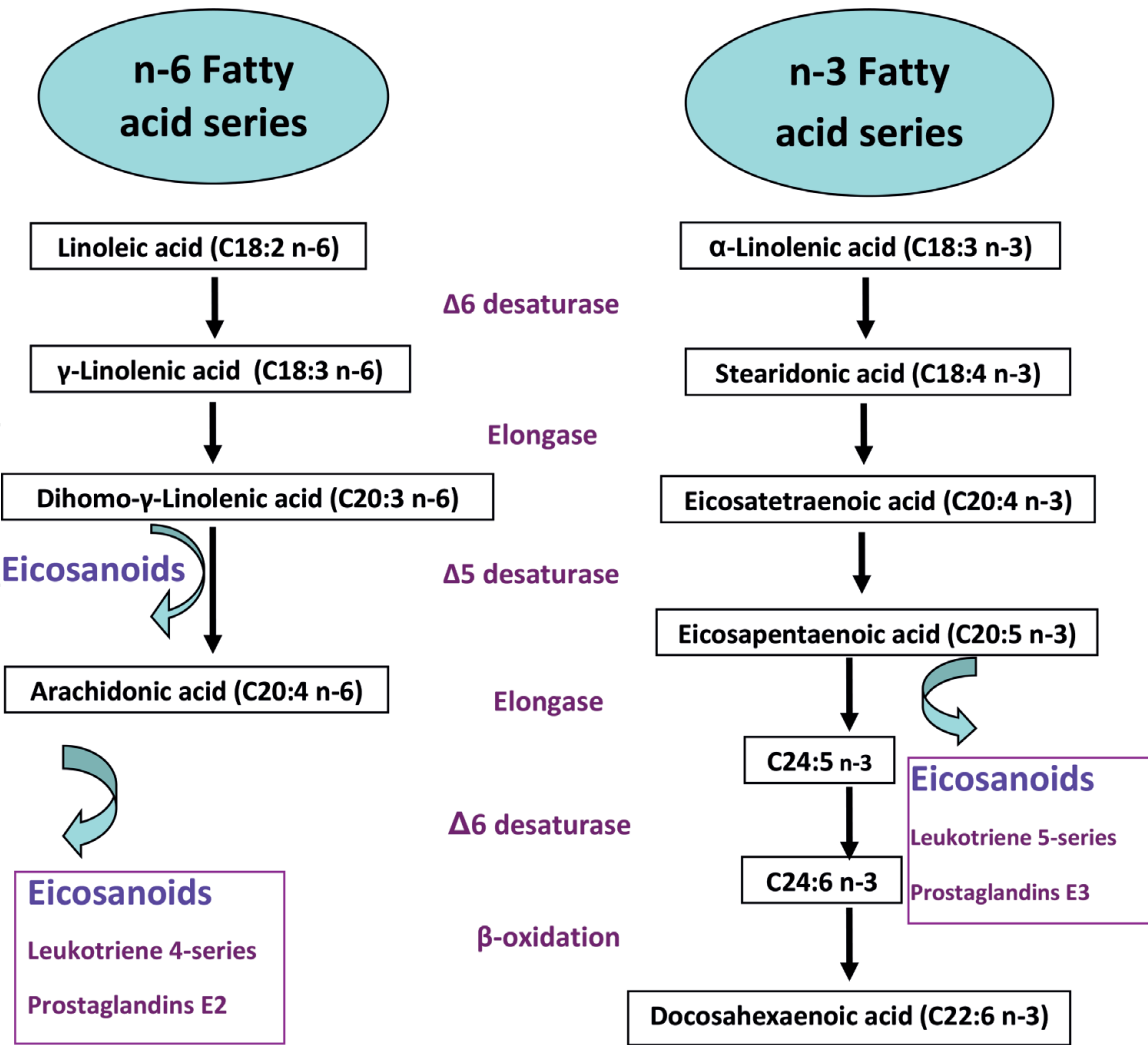 n-6 Fatty
acid series
n-3 Fatty
acid series
Linoleic acid (C18:2 n-6)
α-Linolenic acid (C18:3 n-3)
Δ6 desaturase
γ-Linolenic acid (C18:3 n-6)
Stearidonic acid (C18:4 n-3)
Elongase
Dihomo-γ-Linolenic acid (C20:3 n-6)
Eicosatetraenoic acid (C20:4 n-3)
Eicosanoids
Δ5 desaturase
Eicosapentaenoic acid (C20:5 n-3)
Arachidonic acid (C20:4 n-6)
Elongase
C24:5 n-3
Eicosanoids
Leukotriene 5-series
Prostaglandins E3
Δ6 desaturase
C24:6 n-3
Eicosanoids
Leukotriene 4-series
Prostaglandins E2
β-oxidation
Docosahexaenoic acid (C22:6 n-3)